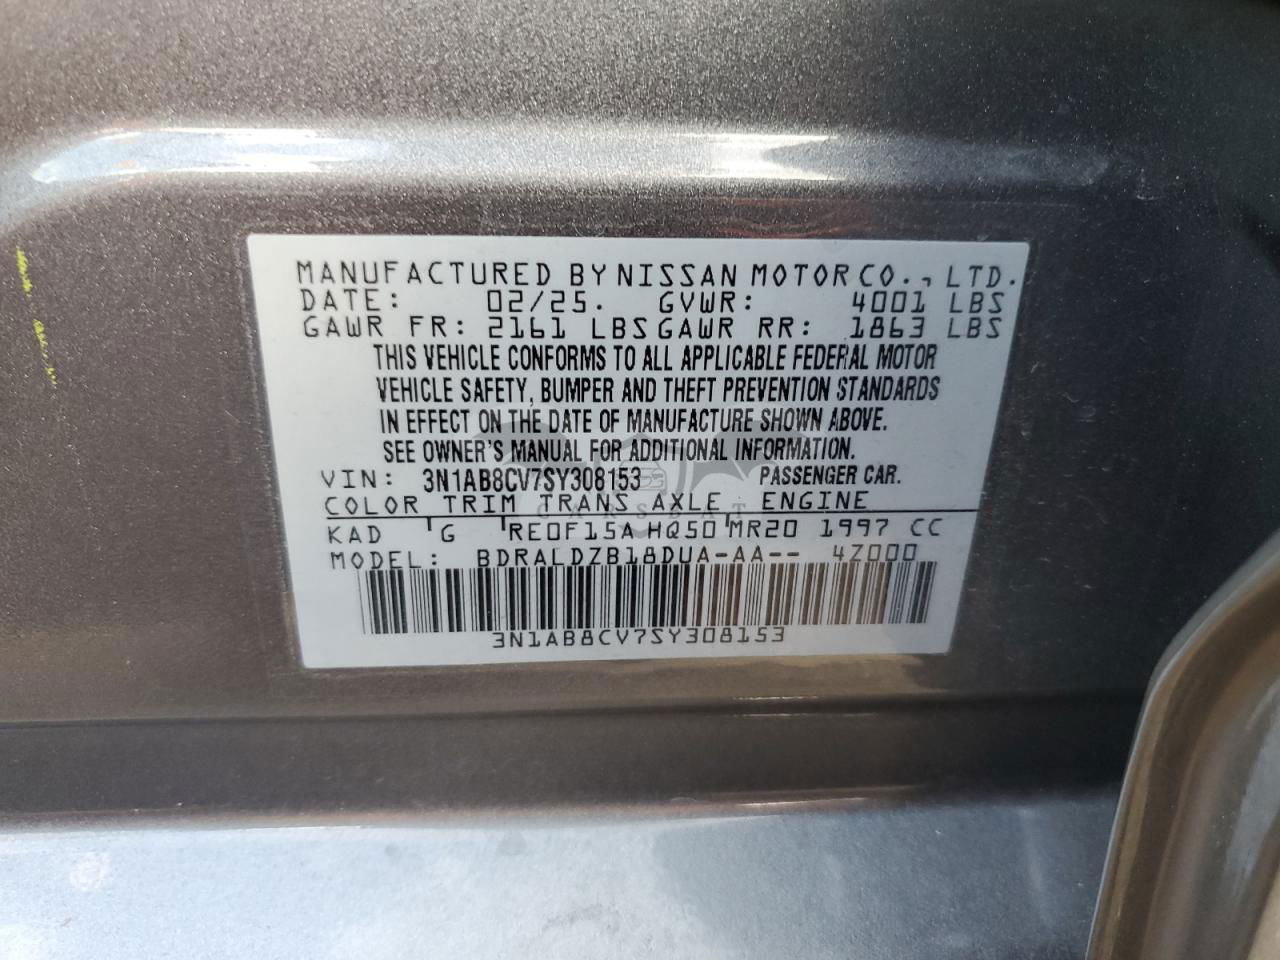 MANUFACTURED BY NISSAN MOTOR CO., LTD.
DATE: 02/25. GVWR: 4001 LBS
GAWR FR: 2161 LBS GAWR RR: 1863 LBS
THIS VEHICLE CONFORMS TO ALL APPLICABLE FEDERAL MOTOR
VEHICLE SAFETY, BUMPER AND THEFT PREVENTION STANDARDS
IN EFFECT ON THE DATE OF MANUFACTURE SHOWN ABOVE.
SEE OWNER'S MANUAL FOR ADDITIONAL INFORMATION.
VIN: 3N1AB8CV7SY308153 PASSENGER CAR.
CARSBAT
COLOR TRIM TRANS AXLE ENGINE
KAD G RE0F15A HQ50 MR20 1997 CC
MODEL: BDRALDZB18DUA-AA-- 4Z000
3N1AB8CV7SY308153